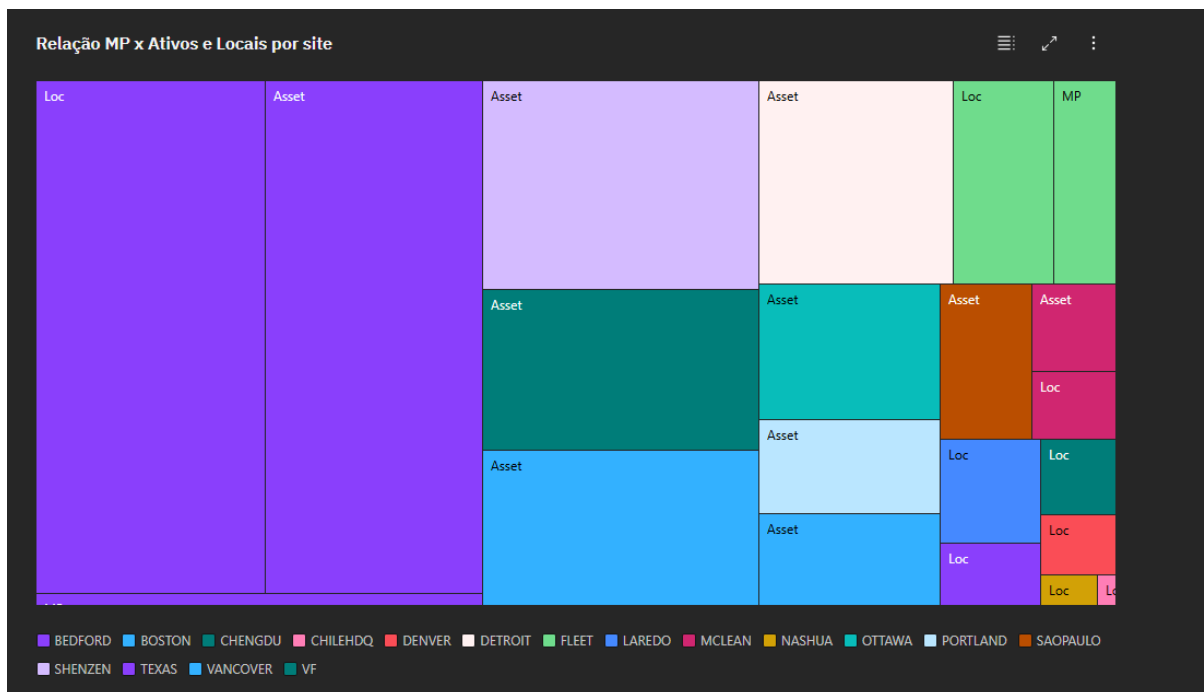 Relação MP x Ativos e Locais por site
Loc
Asset
Asset
Asset
Loc
MP
Asset
Asset
Asset
Asset
Loc
Asset
Asset
Loc
Loc
Asset
Loc
Loc
Loc
BEDFORD BOSTON CHENGDU CHILEHDQ DENVER DETROIT FLEET LAREDO MCLEAN NASHUA OTTAWA PORTLAND SAOPAULO
SHENZEN TEXAS VANCOVER VF